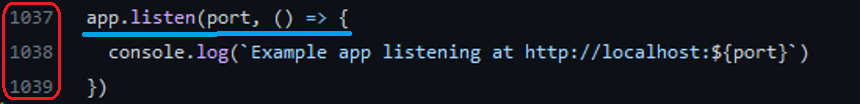 1037 app.listen(port, () => {
1038 console.log(`Example app listening at http://localhost:${port}`)
1039 })